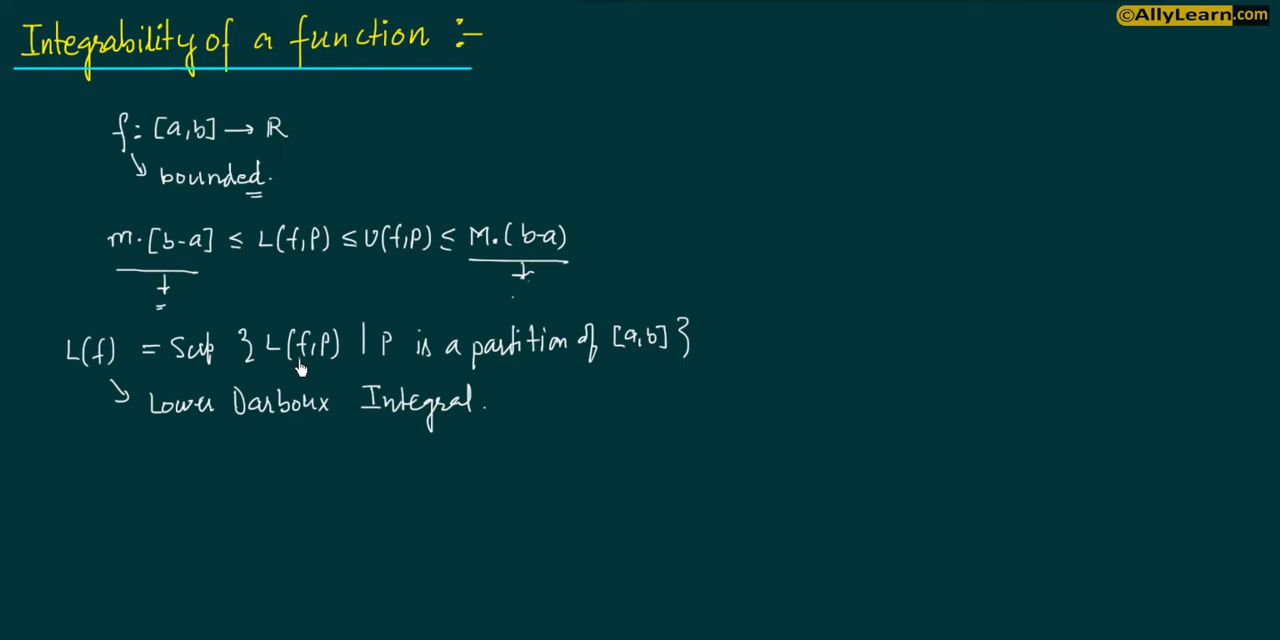 ©AllyLearn.com
Integrability of a function :-
f: [a,b] → ℝ
↘ bounded.
m.[b-a] ≤ L(f,P) ≤ U(f,P) ≤ M.(b-a)
L(f) = Sup { L(f,P) | P is a partition of [a,b] }
↘ Lower Darboux Integral.